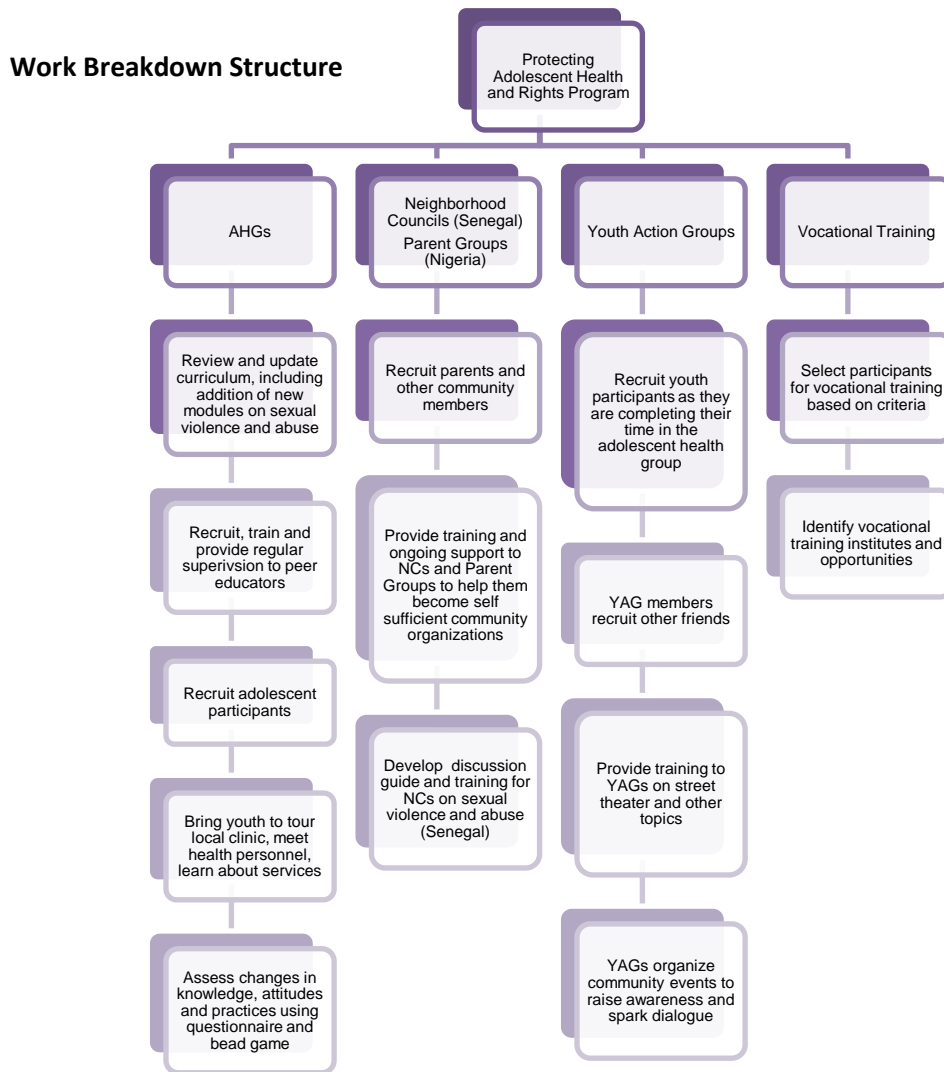 Work Breakdown Structure
Protecting
Adolescent Health
and Rights Program
AHGs
Neighborhood
Councils (Senegal)
Parent Groups
(Nigeria)
Youth Action Groups
Vocational Training
Review and update
curriculum, including
addition of new
modules on sexual
violence and abuse
Recruit, train and
provide regular
superivsion to peer
educators
Recruit adolescent
participants
Bring youth to tour
local clinic, meet
health personnel,
learn about services
Assess changes in
knowledge, attitudes
and practices using
questionnaire and
bead game
Recruit parents and
other community
members
Provide training and
ongoing support to
NCs and Parent
Groups to help them
become self
sufficient community
organizations
Develop discussion
guide and training for
NCs on sexual
violence and abuse
(Senegal)
Recruit youth
participants as they
are completing their
time in the
adolescent health
group
YAG members
recruit other friends
Provide training to
YAGs on street
theater and other
topics
YAGs organize
community events to
raise awareness and
spark dialogue
Select participants
for vocational training
based on criteria
Identify vocational
training institutes and
opportunities